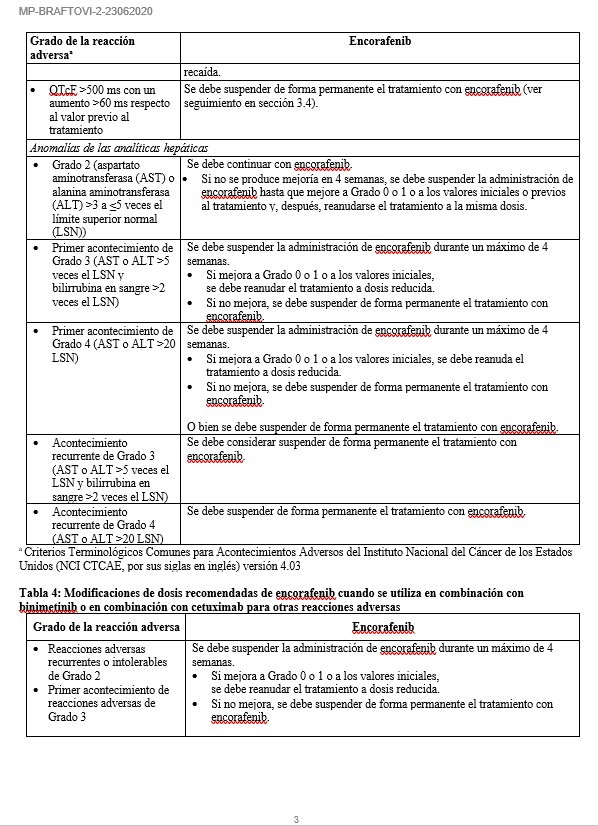 MP-BRAFTOVI-2-23062020
Grado de la reacción Encorafenib
adversaª
recaída.
• QTcF >500 ms con un Se debe suspender de forma permanente el tratamiento con encorafenib (ver
aumento >60 ms respecto seguimiento en sección 3.4).
al valor previo al
tratamiento
Anomalías de las analíticas hepáticas
• Grado 2 (aspartato Se debe continuar con encorafenib.
aminotransferasa (AST) o • Si no se produce mejoría en 4 semanas, se debe suspender la administración de
alanina aminotransferasa encorafenib hasta que mejore a Grado 0 o 1 o a los valores iniciales o previos
(ALT) >3 a ≤5 veces el al tratamiento y, después, reanudarse el tratamiento a la misma dosis.
límite superior normal
(LSN))
• Primer acontecimiento de Se debe suspender la administración de encorafenib durante un máximo de 4
Grado 3 (AST o ALT >5 semanas.
veces el LSN y • Si mejora a Grado 0 o 1 o a los valores iniciales,
bilirrubina en sangre >2 se debe reanudar el tratamiento a dosis reducida.
veces el LSN) • Si no mejora, se debe suspender de forma permanente el tratamiento con
encorafenib.
• Primer acontecimiento de Se debe suspender la administración de encorafenib durante un máximo de 4
Grado 4 (AST o ALT >20 semanas.
LSN) • Si mejora a Grado 0 o 1 o a los valores iniciales, se debe reanuda el
tratamiento a dosis reducida.
• Si no mejora, se debe suspender de forma permanente el tratamiento con
encorafenib.
O bien se debe suspender de forma permanente el tratamiento con encorafenib.
• Acontecimiento Se debe considerar suspender de forma permanente el tratamiento con
recurrente de Grado 3 encorafenib.
(AST o ALT >5 veces el
LSN y bilirrubina en
sangre >2 veces el LSN)
• Acontecimiento Se debe suspender de forma permanente el tratamiento con encorafenib.
recurrente de Grado 4
(AST o ALT >20 LSN)
ª Criterios Terminológicos Comunes para Acontecimientos Adversos del Instituto Nacional del Cáncer de los Estados
Unidos (NCI CTCAE, por sus siglas en inglés) versión 4.03
Tabla 4: Modificaciones de dosis recomendadas de encorafenib cuando se utiliza en combinación con
binimetinib o en combinación con cetuximab para otras reacciones adversas
Grado de la reacción adversa Encorafenib
• Reacciones adversas Se debe suspender la administración de encorafenib durante un máximo de 4
recurrentes o intolerables semanas.
de Grado 2 • Si mejora a Grado 0 o 1 o a los valores iniciales,
• Primer acontecimiento de se debe reanudar el tratamiento a dosis reducida.
reacciones adversas de • Si no mejora, se debe suspender de forma permanente el tratamiento con
Grado 3 encorafenib.
3